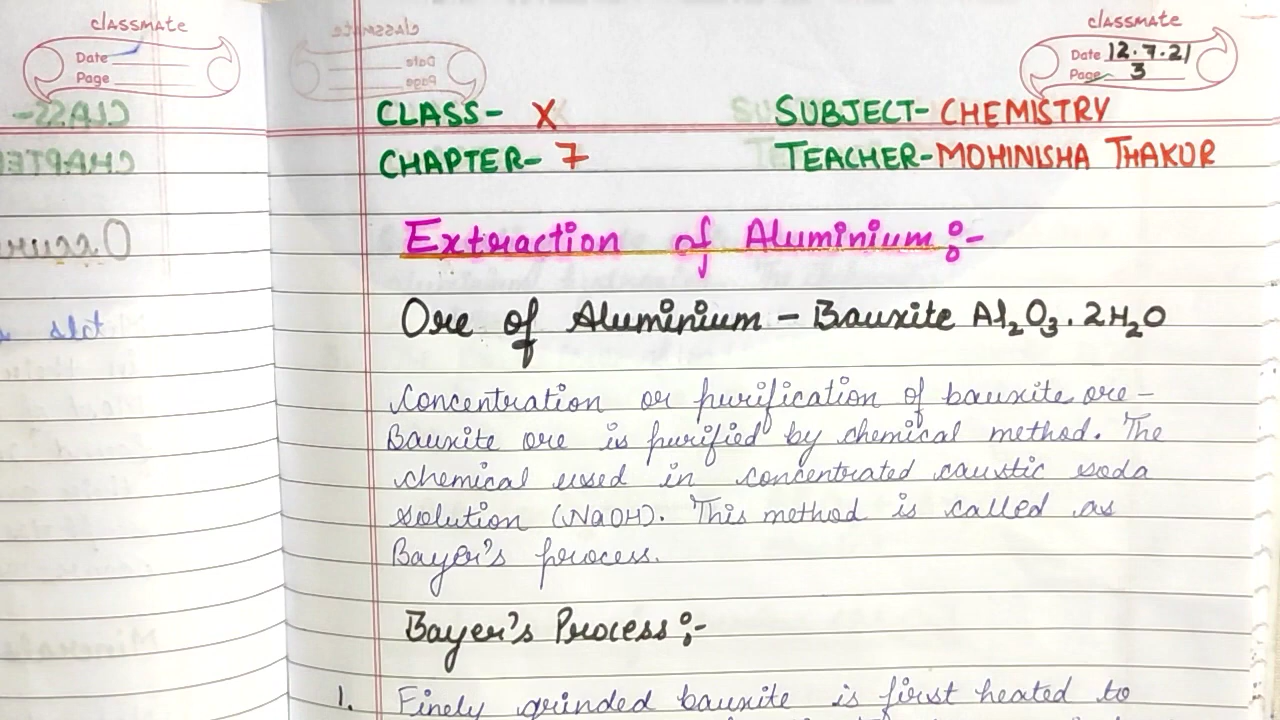 classmate
Date
Page
classmate
Date 12.7.21
Page 3
CLASS- X SUBJECT- CHEMISTRY
CHAPTER- 7 TEACHER- MOHINISHA THAKUR
Extraction of Aluminium :-
Ore of Aluminium - Bauxite Al₂O₃.2H₂O
Concentration or purification of bauxite ore -
Bauxite ore is purified by chemical method. The
chemical used in concentrated caustic soda
solution (NaOH). This method is called as
Bayer's process.
Bayer's Process :-
1. Finely grinded bauxite is first heated to